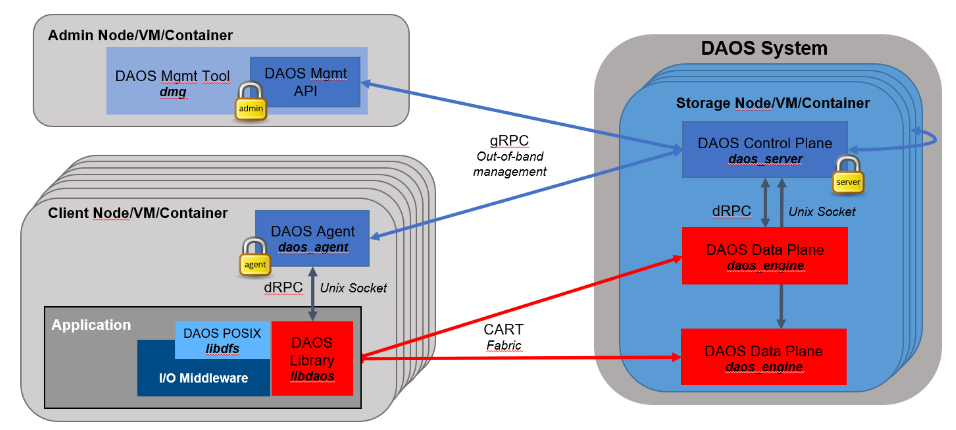 Admin Node/VM/Container
DAOS Mgmt Tool
dmg
DAOS Mgmt
API
admin
gRPC
Out-of-band
management
Client Node/VM/Container
DAOS Agent
daos_agent
agent
dRPC
Unix Socket
Application
DAOS POSIX
libdfs
I/O Middleware
DAOS
Library
libdaos
CART
Fabric
DAOS System
Storage Node/VM/Container
DAOS Control Plane
daos_server
server
dRPC
Unix Socket
DAOS Data Plane
daos_engine
DAOS Data Plane
daos_engine